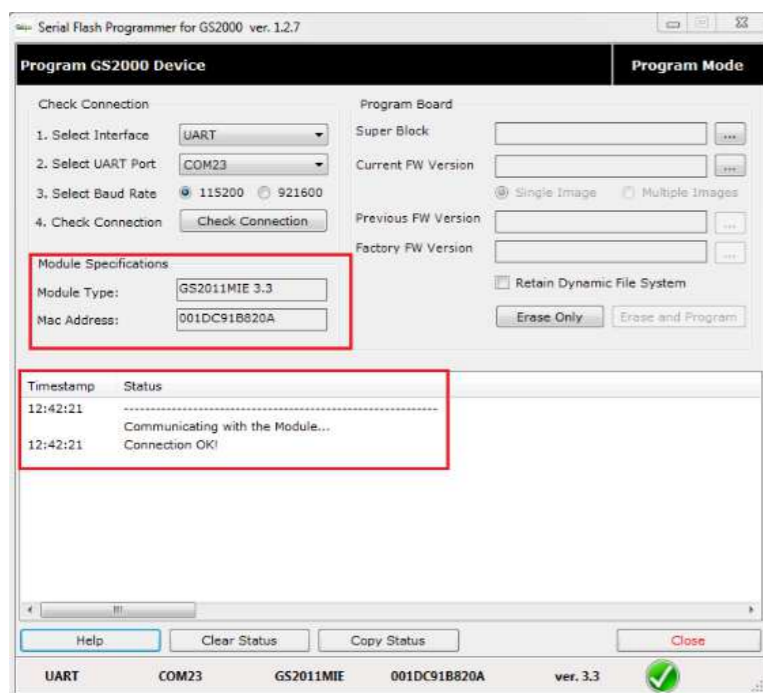 Serial Flash Programmer for GS2000 ver. 1.2.7
Program GS2000 Device
Program Mode
Check Connection
1. Select Interface UART
2. Select UART Port COM23
3. Select Baud Rate 115200 921600
4. Check Connection Check Connection
Module Specifications
Module Type: GS2011MIE 3.3
Mac Address: 001DC91B820A
Program Board
Super Block ...
Current FW Version ...
Single Image Multiple Images
Previous FW Version ...
Factory FW Version ...
Retain Dynamic File System
Erase Only Erase and Program
Timestamp Status
12:42:21 ------------------------------------------------------------
Communicating with the Module...
12:42:21 Connection OK!
Help Clear Status Copy Status Close
UART COM23 GS2011MIE 001DC91B820A ver. 3.3